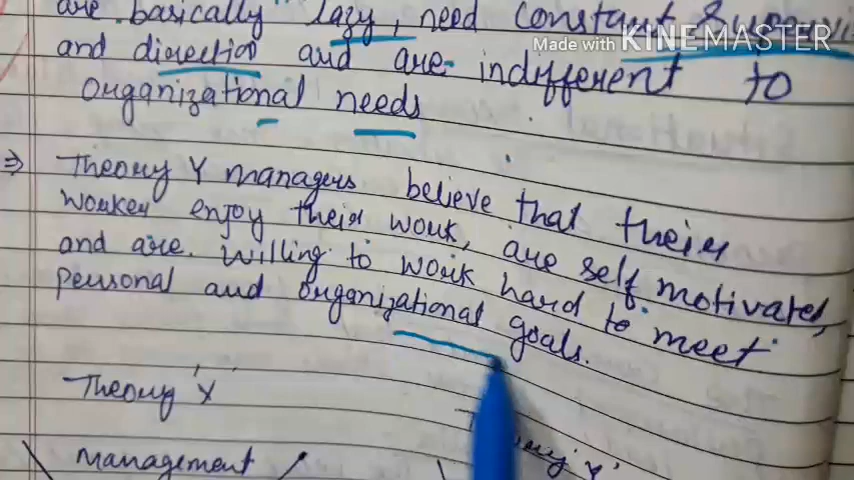 are basically lazy, need constant supervi
Made with KINEMASTER
and direction and are indifferent to
organizational needs
⇒ Theory Y managers believe that their
worker enjoy their work, are self motivated,
and are willing to work hard to meet
personal and organizational goals.
Theory 'X'
Theory 'Y'
Management